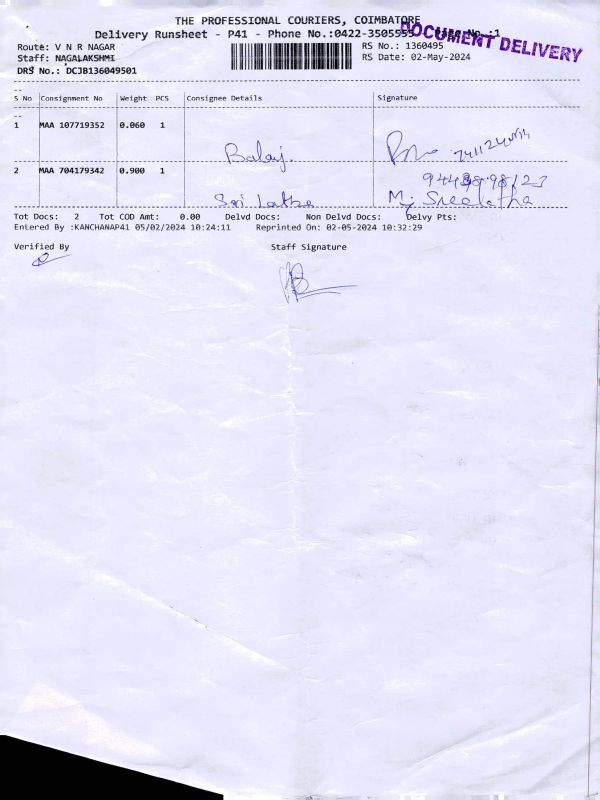 THE PROFESSIONAL COURIERS, COIMBATORE
Delivery Runsheet - P41 - Phone No.:0422-3505555 Page No.:1
DOCUMENT DELIVERY
Route: V N R NAGAR
RS No.: 1360495
Staff: NAGALAKSHMI
RS Date: 02-May-2024
DRS No.: DCJB136049501
S No Consignment No Weight PCS Consignee Details Signature
1 MAA 107719352 0.060 1
Balaj.
2 MAA 704179342 0.900 1
Sri Latha
M. Sreelatha
Tot Docs: 2 Tot COD Amt: 0.00 Delvd Docs: Non Delvd Docs: Delvy Pts:
Entered By :KANCHANAP41 05/02/2024 10:24:11 Reprinted On: 02-05-2024 10:32:29
Verified By Staff Signature